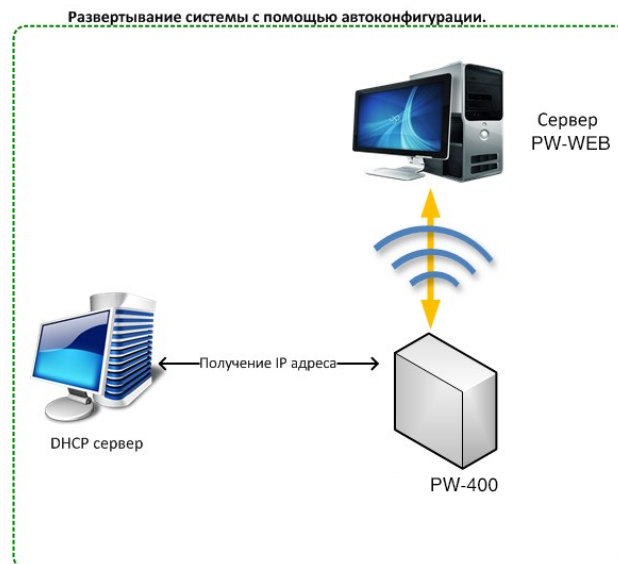 Развертывание системы с помощью автоконфигурации.
Сервер
PW-WEB
Получение IP адреса
DHCP сервер
PW-400